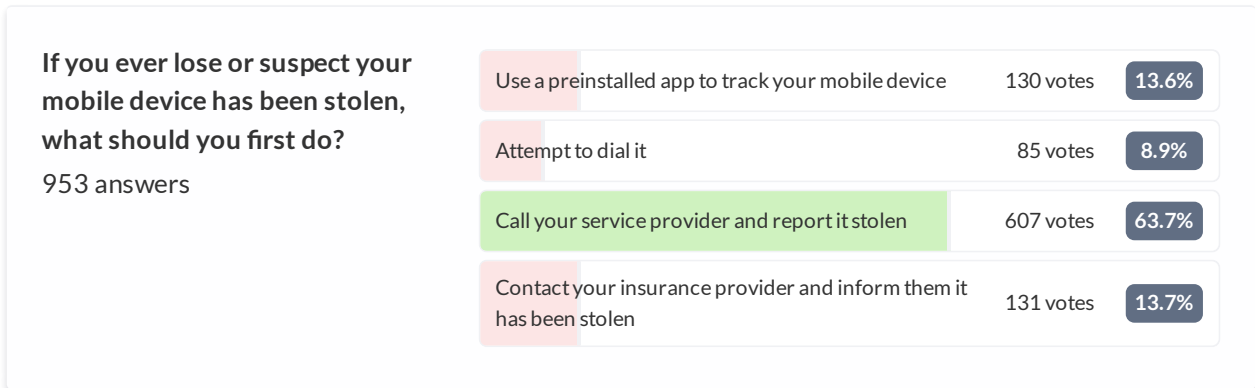 If you ever lose or suspect your
mobile device has been stolen,
what should you first do?
953 answers
Use a preinstalled app to track your mobile device 130 votes 13.6%
Attempt to dial it 85 votes 8.9%
Call your service provider and report it stolen 607 votes 63.7%
Contact your insurance provider and inform them it
has been stolen 131 votes 13.7%